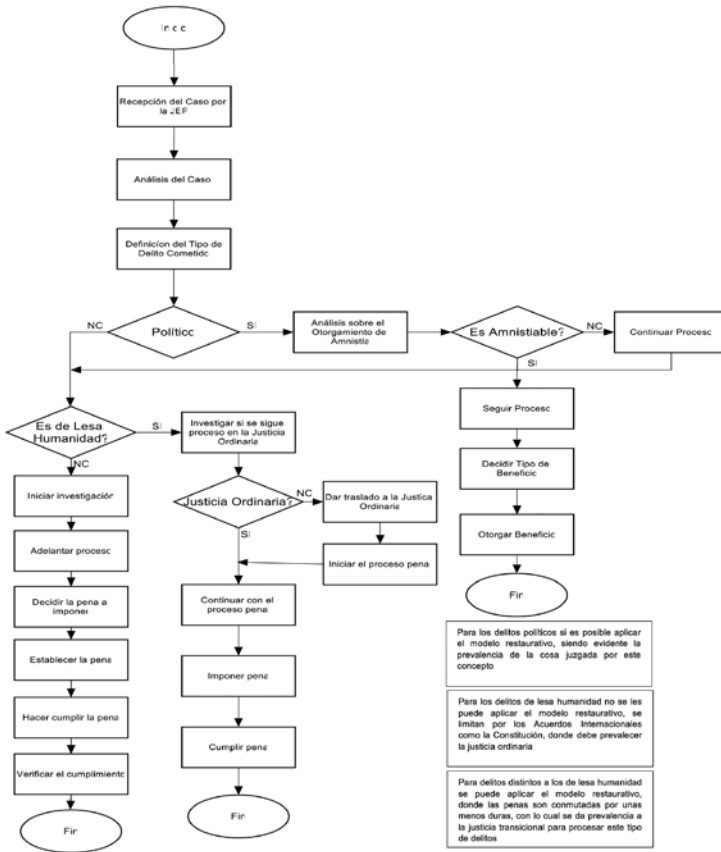 Inicio
Recepción del Caso por
la JEP
Análisis del Caso
Definícion del Tipo de
Delito Cometido
NO
Político
SI
Análisis sobre el
Otorgamiento de
Amnistía
Es Amnistiable?
NO
Continuar Proceso
SI
Es de Lesa
Humanidad?
SI
Investigar si se sigue
proceso en la Justicia
Ordinaria
Seguir Proceso
NO
Iniciar investigación
Justicia Ordinaria?
NO
Dar traslado a la Justica
Ordinaria
Decidir Tipo de
Beneficio
SI
Adelantar proceso
Iniciar el proceso pena
Otorgar Beneficio
Decidir la pena a
imponer
Continuar con el
proceso penal
Fin
Establecer la pena
Imponer pena
Hacer cumplir la pena
Verificar el cumplimiento
Cumplir pena
Fin
Fin
Para los delitos políticos si es posible aplicar
el modelo restaurativo, siendo evidente la
prevalencia de la cosa juzgada por este
concepto
Para los delitos de lesa humanidad no se les
puede aplicar el modelo restaurativo, se
limitan por los Acuerdos Internacionales
como la Constitución, donde debe prevalecer
la justicia ordinaria
Para delitos distintos a los de lesa humanidad
se puede aplicar el modelo restaurativo,
donde las penas son conmutadas por unas
menos duras, con lo cual se da prevalencia a
la justicia transicional para procesar este tipo
de delitos